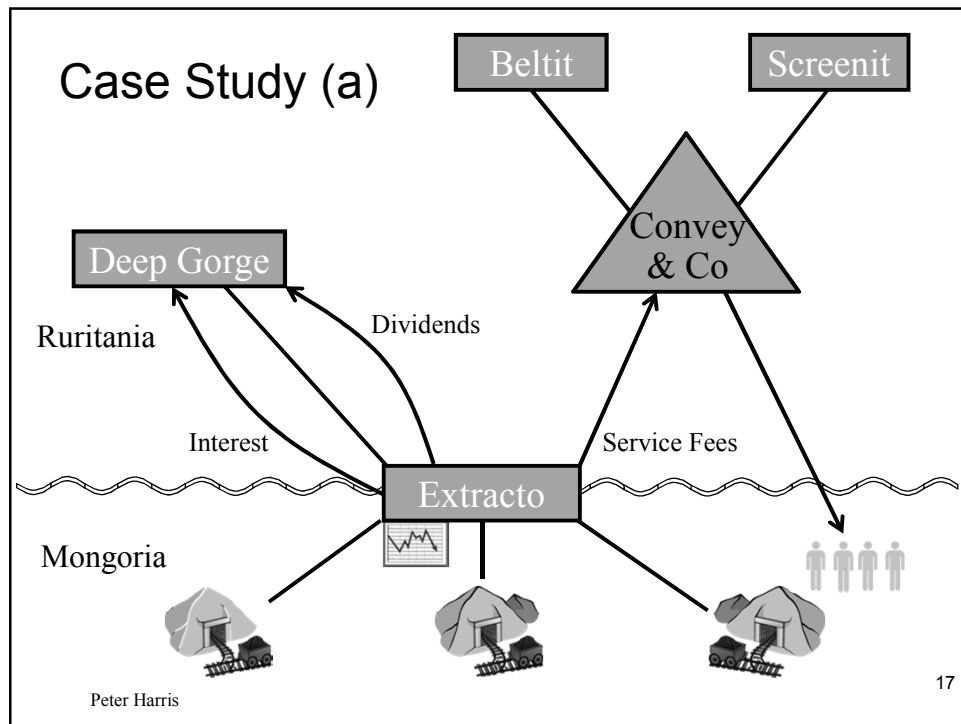 Case Study (a)
Beltit
Screenit
Convey
& Co
Deep Gorge
Dividends
Ruritania
Interest
Service Fees
Extracto
Mongoria
Peter Harris
17